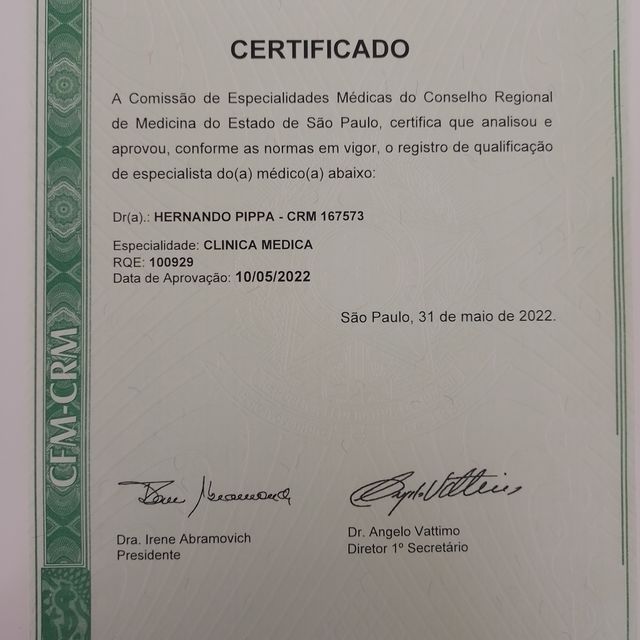 CERTIFICADO
A Comissão de Especialidades Médicas do Conselho Regional
de Medicina do Estado de São Paulo, certifica que analisou e
aprovou, conforme as normas em vigor, o registro de qualificação
de especialista do(a) médico(a) abaixo:
Dr(a).: HERNANDO PIPPA - CRM 167573
Especialidade: CLINICA MEDICA
RQE: 100929
Data de Aprovação: 10/05/2022
São Paulo, 31 de maio de 2022.
CFM-CRM
Dra. Irene Abramovich
Presidente
Dr. Angelo Vattimo
Diretor 1º Secretário